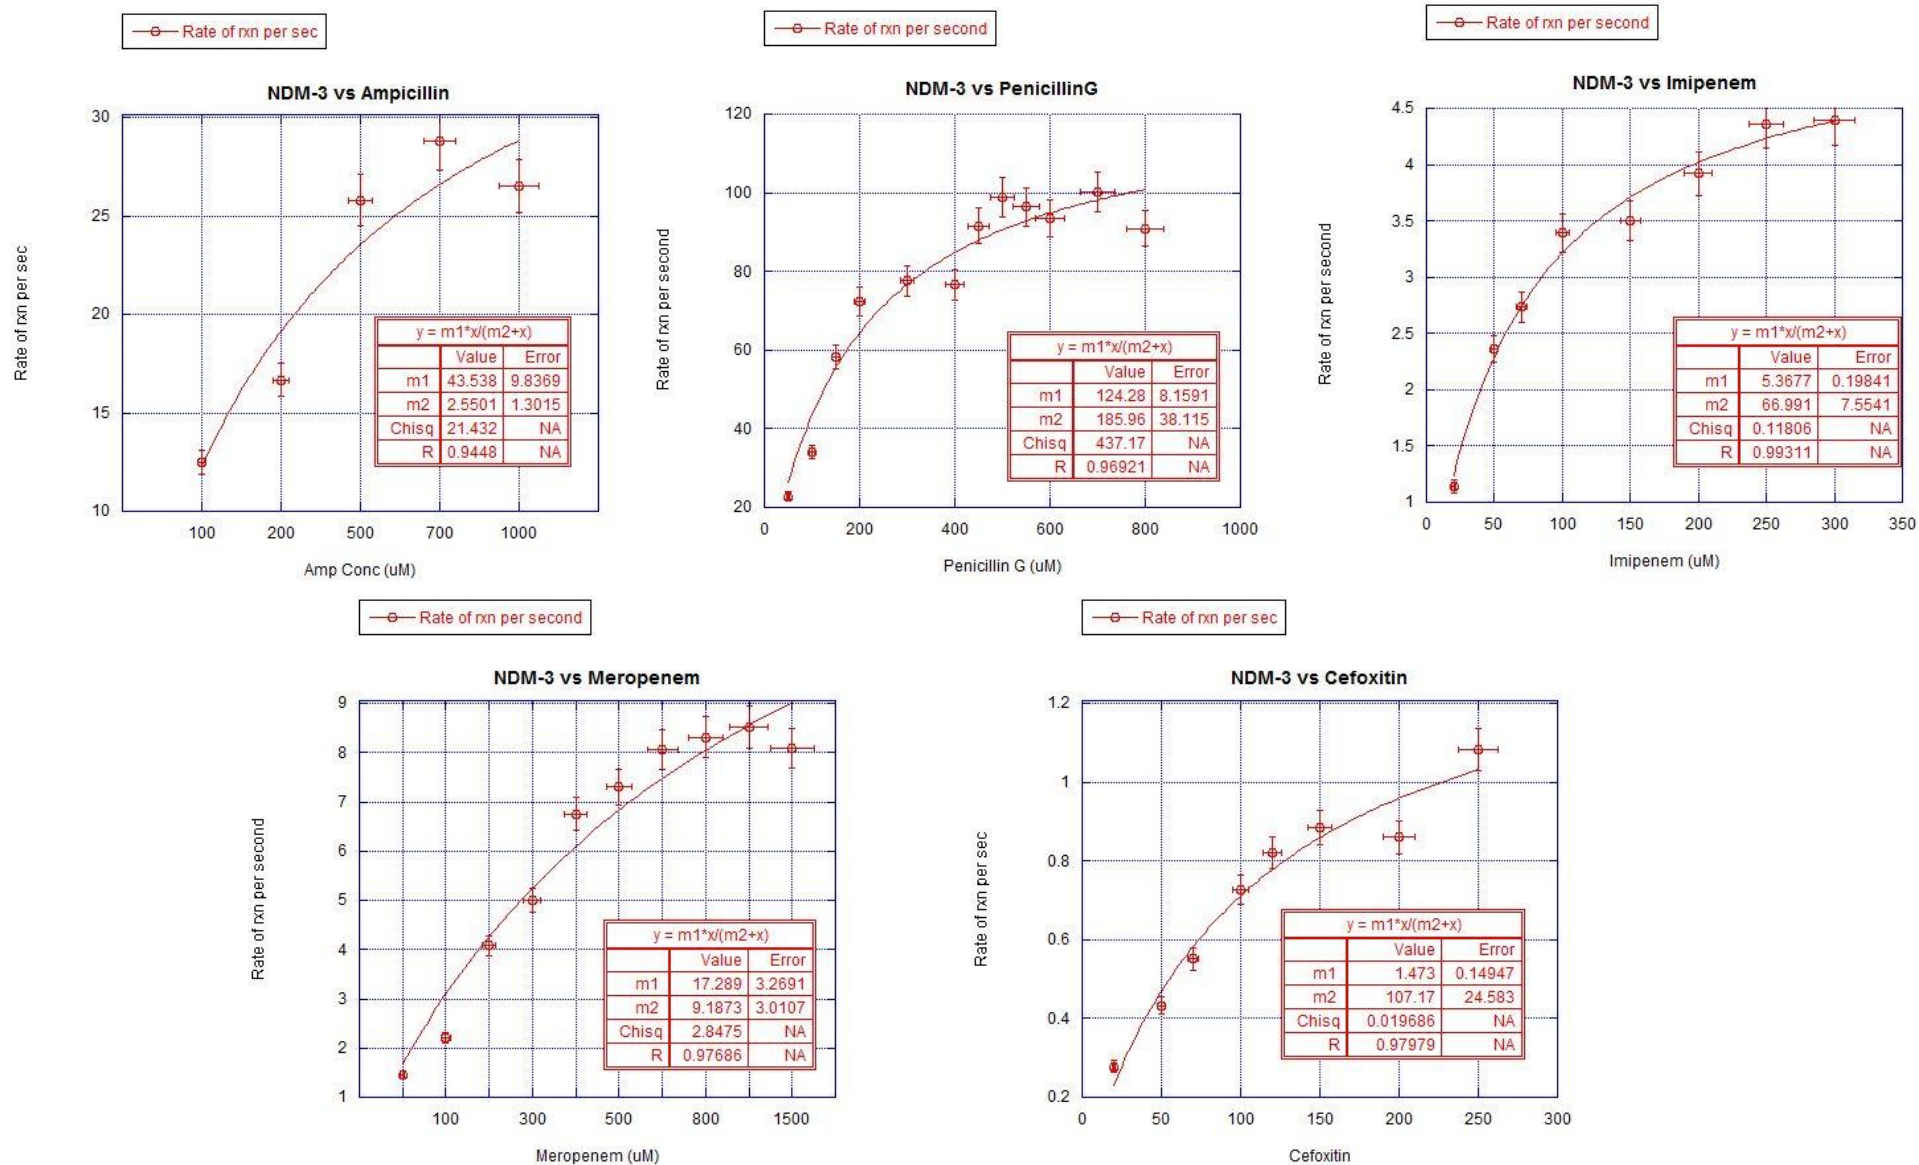 Rate of rxn per sec
NDM-3 vs Ampicillin
30
25
20
15
10
100 200 500 700 1000
Rate of rxn per sec
Amp Conc (uM)
y = m1*x/(m2+x)
Value Error
m1 43.538 9.8369
m2 2.5501 1.3015
Chisq 21.432 NA
R 0.9448 NA
Rate of rxn per second
NDM-3 vs PenicillinG
120
100
80
60
40
20
0 200 400 600 800 1000
Rate of rxn per second
Penicillin G (uM)
y = m1*x/(m2+x)
Value Error
m1 124.28 8.1591
m2 185.96 38.115
Chisq 437.17 NA
R 0.96921 NA
Rate of rxn per second
NDM-3 vs Imipenem
4.5
4
3.5
3
2.5
2
1.5
1
0 50 100 150 200 250 300 350
Rate of rxn per second
Imipenem (uM)
y = m1*x/(m2+x)
Value Error
m1 5.3677 0.19841
m2 66.991 7.5541
Chisq 0.11806 NA
R 0.99311 NA
Rate of rxn per second
NDM-3 vs Meropenem
9
8
7
6
5
4
3
2
1
100 300 500 800 1500
Rate of rxn per second
Meropenem (uM)
y = m1*x/(m2+x)
Value Error
m1 17.289 3.2691
m2 9.1873 3.0107
Chisq 2.8475 NA
R 0.97686 NA
Rate of rxn per sec
NDM-3 vs Cefoxitin
1.2
1
0.8
0.6
0.4
0.2
0 50 100 150 200 250 300
Rate of rxn per sec
Cefoxitin
y = m1*x/(m2+x)
Value Error
m1 1.473 0.14947
m2 107.17 24.583
Chisq 0.019686 NA
R 0.97979 NA